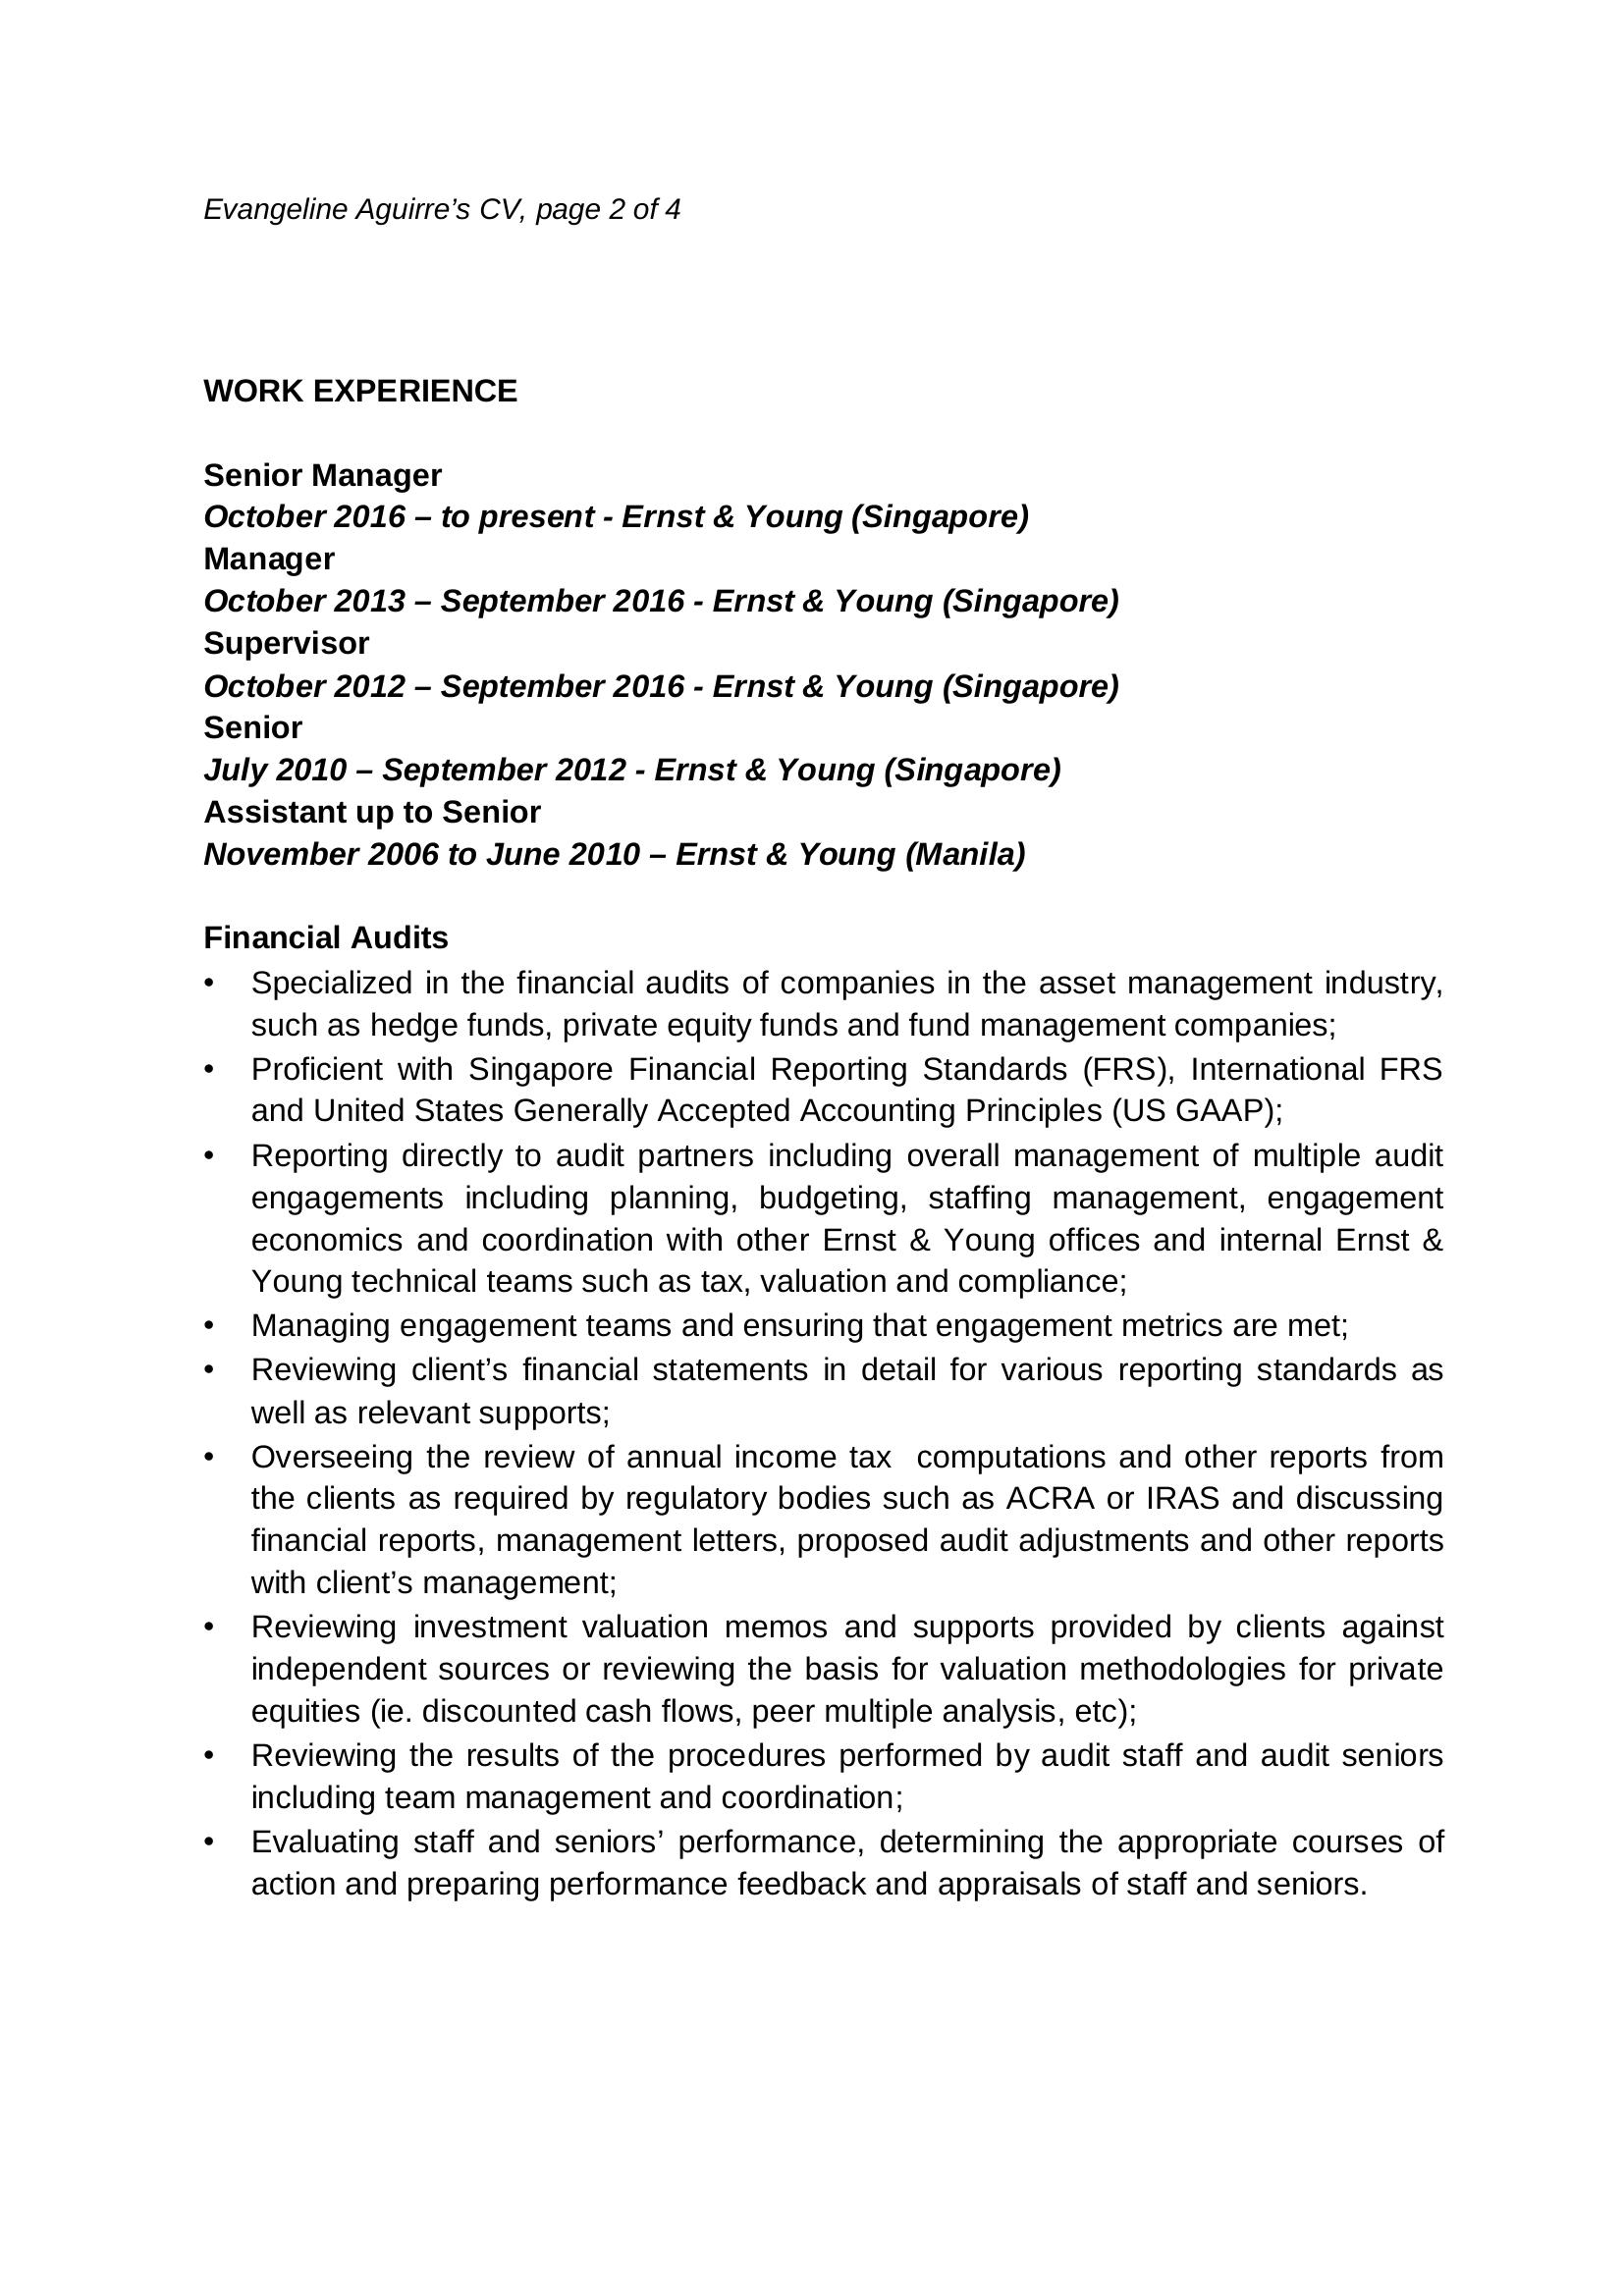 Evangeline Aguirre’s CV, page 2 of 4
WORK EXPERIENCE
Senior Manager
October 2016 – to present - Ernst & Young (Singapore)
Manager
October 2013 – September 2016 - Ernst & Young (Singapore)
Supervisor
October 2012 – September 2016 - Ernst & Young (Singapore)
Senior
July 2010 – September 2012 - Ernst & Young (Singapore)
Assistant up to Senior
November 2006 to June 2010 – Ernst & Young (Manila)
Financial Audits
• Specialized in the financial audits of companies in the asset management industry,
such as hedge funds, private equity funds and fund management companies;
• Proficient with Singapore Financial Reporting Standards (FRS), International FRS
and United States Generally Accepted Accounting Principles (US GAAP);
• Reporting directly to audit partners including overall management of multiple audit
engagements including planning, budgeting, staffing management, engagement
economics and coordination with other Ernst & Young offices and internal Ernst &
Young technical teams such as tax, valuation and compliance;
• Managing engagement teams and ensuring that engagement metrics are met;
• Reviewing client’s financial statements in detail for various reporting standards as
well as relevant supports;
• Overseeing the review of annual income tax  computations and other reports from
the clients as required by regulatory bodies such as ACRA or IRAS and discussing
financial reports, management letters, proposed audit adjustments and other reports
with client’s management;
• Reviewing investment valuation memos and supports provided by clients against
independent sources or reviewing the basis for valuation methodologies for private
equities (ie. discounted cash flows, peer multiple analysis, etc);
• Reviewing the results of the procedures performed by audit staff and audit seniors
including team management and coordination;
• Evaluating staff and seniors’ performance, determining the appropriate courses of
action and preparing performance feedback and appraisals of staff and seniors.